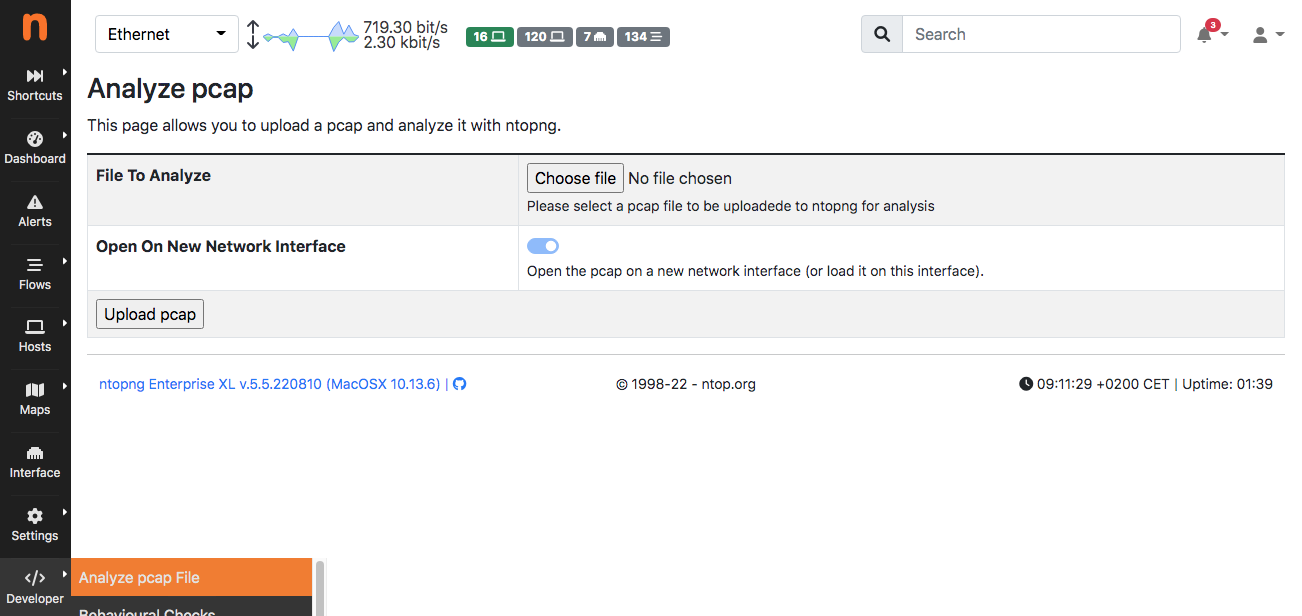 n
Ethernet
719.30 bit/s
2.30 kbit/s
16
120
7
134
Search
3
Shortcuts
Dashboard
Alerts
Flows
Hosts
Maps
Interface
Settings
Developer
Analyze pcap
This page allows you to upload a pcap and analyze it with ntopng.
File To Analyze
Choose file No file chosen
Please select a pcap file to be uploadede to ntopng for analysis
Open On New Network Interface
Open the pcap on a new network interface (or load it on this interface).
Upload pcap
ntopng Enterprise XL v.5.5.220810 (MacOSX 10.13.6) |
© 1998-22 - ntop.org
09:11:29 +0200 CET | Uptime: 01:39
Analyze pcap File
Behavioural Checks